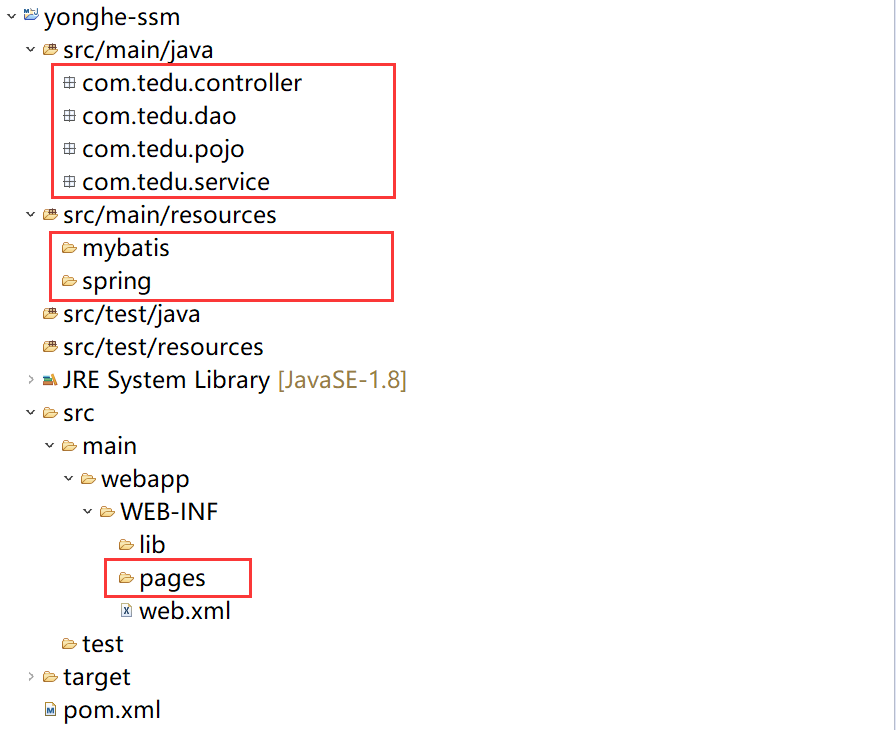 yonghe-ssm
src/main/java
com.tedu.controller
com.tedu.dao
com.tedu.pojo
com.tedu.service
src/main/resources
mybatis
spring
src/test/java
src/test/resources
JRE System Library [JavaSE-1.8]
src
main
webapp
WEB-INF
lib
pages
web.xml
test
target
pom.xml